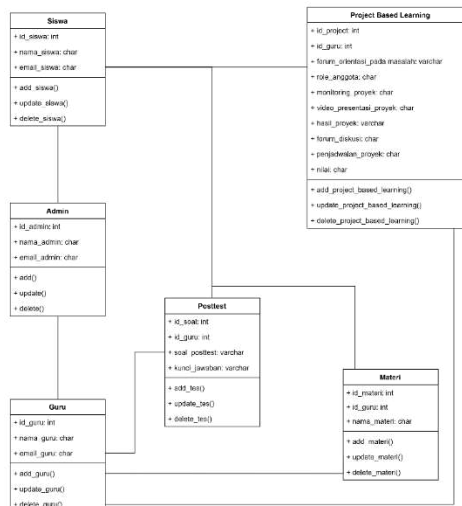 Siswa
+ id_siswa: int
+ nama_siswa: char
+ email_siswa: char
+ add_siswa()
+ update_siswa()
+ delete_siswa()
Project Based Learning
+ id_project: int
+ id_guru: int
+ forum_orientasi_pada masalah: varchar
+ role_anggota: char
+ monitoring_proyek: char
+ video_presentasi_proyek: char
+ hasil_proyek: varchar
+ forum_diskusi: char
+ penjadwalan_proyek: char
+ nilai: char
+ add_project_based_learning()
+ update_project_based_learning()
+ delete_project_based_learning()
Admin
+ id_admin: int
+ nama_admin: char
+ email_admin: char
+ add()
+ update()
+ delete()
Posttest
+ id_soal: int
+ id_guru: int
+ soal_posttest: varchar
+ kunci_jawaban: varchar
+ add_tes()
+ update_tes()
+ delete_tes()
Materi
+ id_materi: int
+ id_guru: int
+ nama_materi: char
+ add_materi()
+ update_materi()
+ delete_materi()
Guru
+ id_guru: int
+ nama_guru: char
+ email_guru: char
+ add_guru()
+ update_guru()
+ delete_guru()